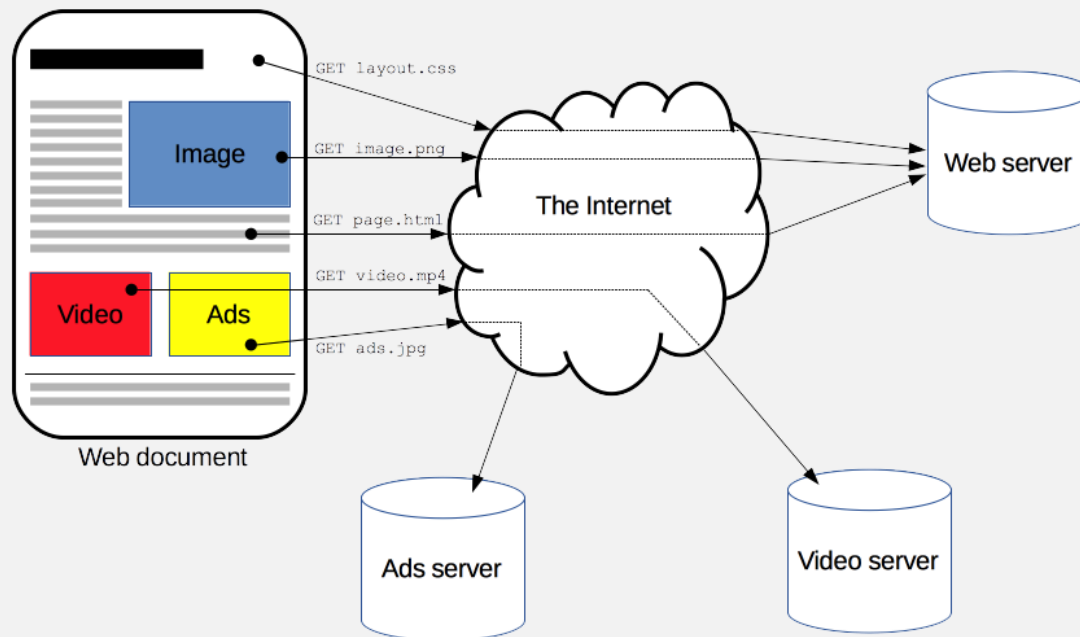 GET layout.css
Image
GET image.png
Web server
The Internet
GET page.html
GET video.mp4
Video
Ads
GET ads.jpg
Web document
Ads server
Video server